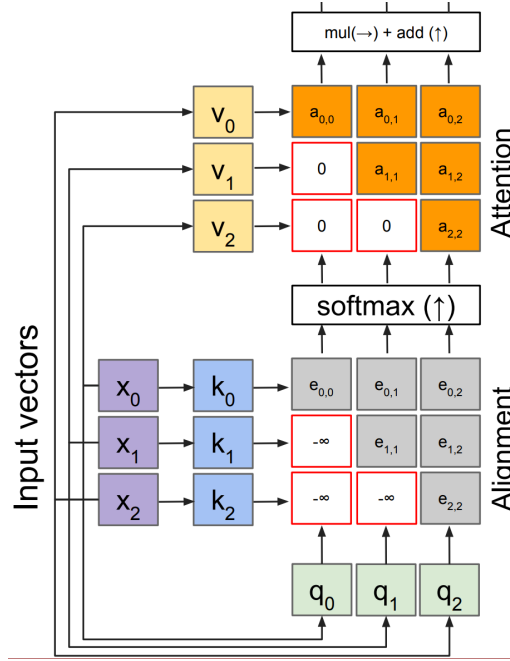 mul(→) + add (↑)
v₀ a₀,₀ a₀,₁ a₀,₂
v₁ 0 a₁,₁ a₁,₂
v₂ 0 0 a₂,₂
Attention
softmax (↑)
Input vectors
x₀ k₀ e₀,₀ e₀,₁ e₀,₂
x₁ k₁ -∞ e₁,₁ e₁,₂
x₂ k₂ -∞ -∞ e₂,₂
Alignment
q₀ q₁ q₂